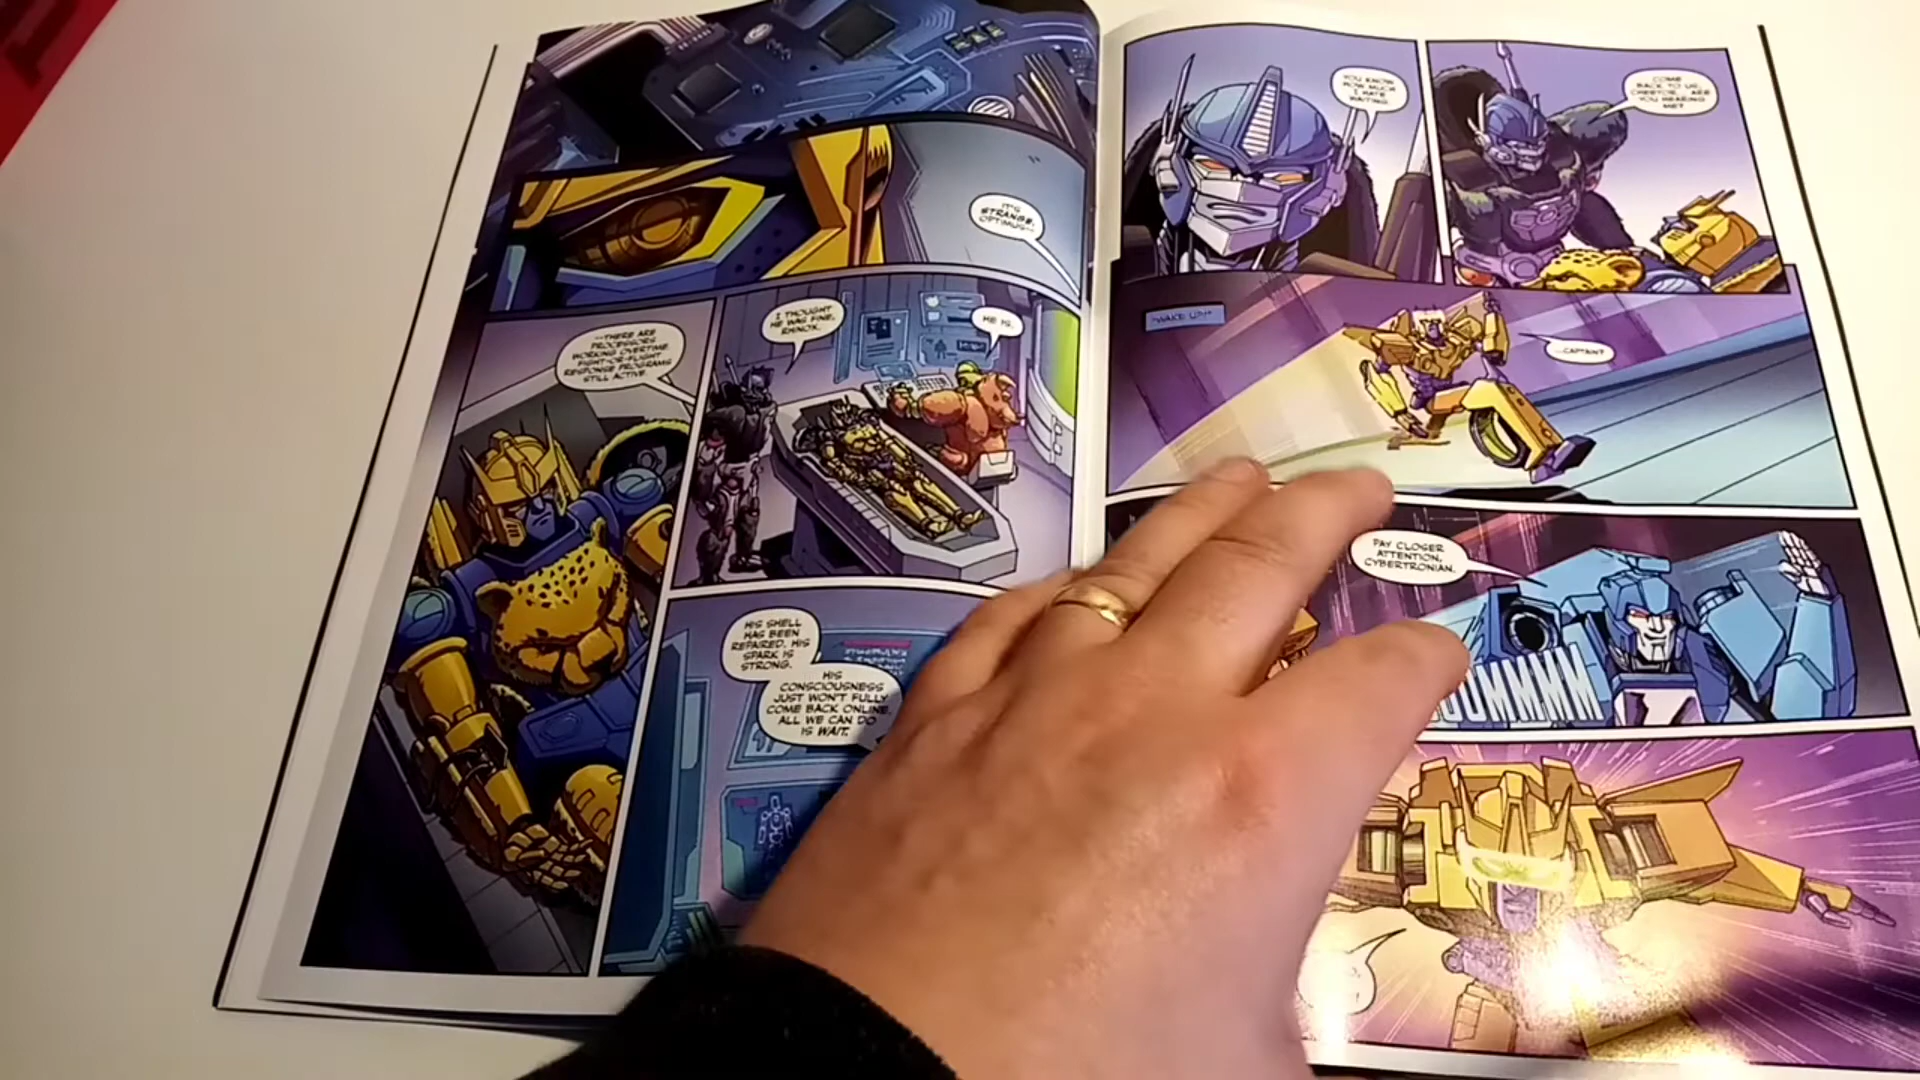 IT'S
STRANGE,
OPTIMUS--
--THERE ARE
PROCESSORS
WORKING OVERTIME.
FIGHT-OR-FLIGHT
RESPONSE PROGRAMS
STILL ACTIVE.
I THOUGHT
HE WAS FINE,
RHINOX.
HE IS.
HIS SHELL
HAS BEEN
REPAIRED. HIS
SPARK IS
STRONG.
HIS
CONSCIOUSNESS
JUST WON'T FULLY
COME BACK ONLINE.
ALL WE CAN DO
IS WAIT.
YOU KNOW
HOW MUCH
I HATE
WAITING.
COME
BACK TO US,
CHEETOR. ARE
YOU HEARING
ME?
"WAKE UP!"
...CAPTAIN?
PAY CLOSER
ATTENTION,
CYBERTRONIAN.